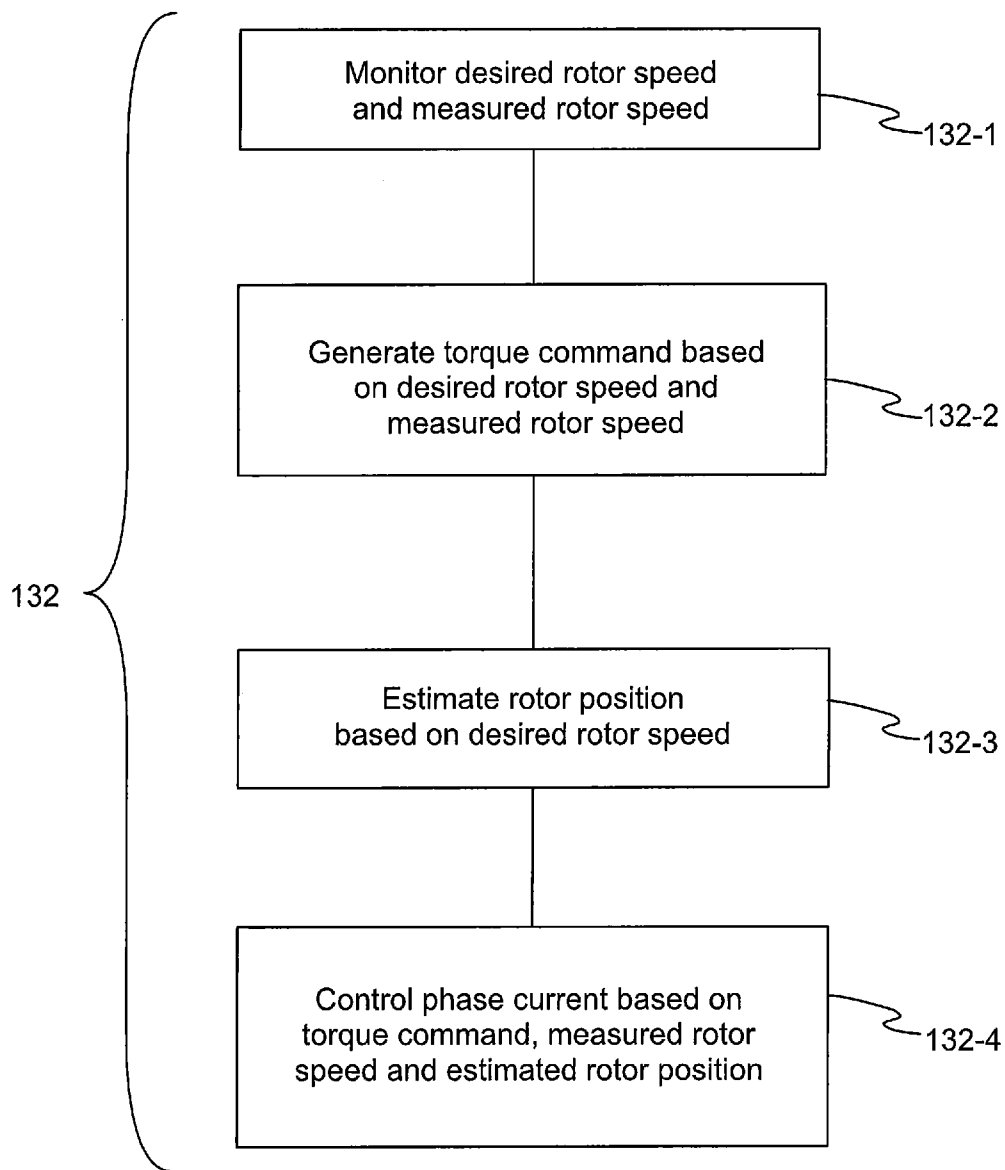 Monitor desired rotor speed
and measured rotor speed
132-1
Generate torque command based
on desired rotor speed and
measured rotor speed
132-2
132
Estimate rotor position
based on desired rotor speed
132-3
Control phase current based on
torque command, measured rotor
speed and estimated rotor position
132-4